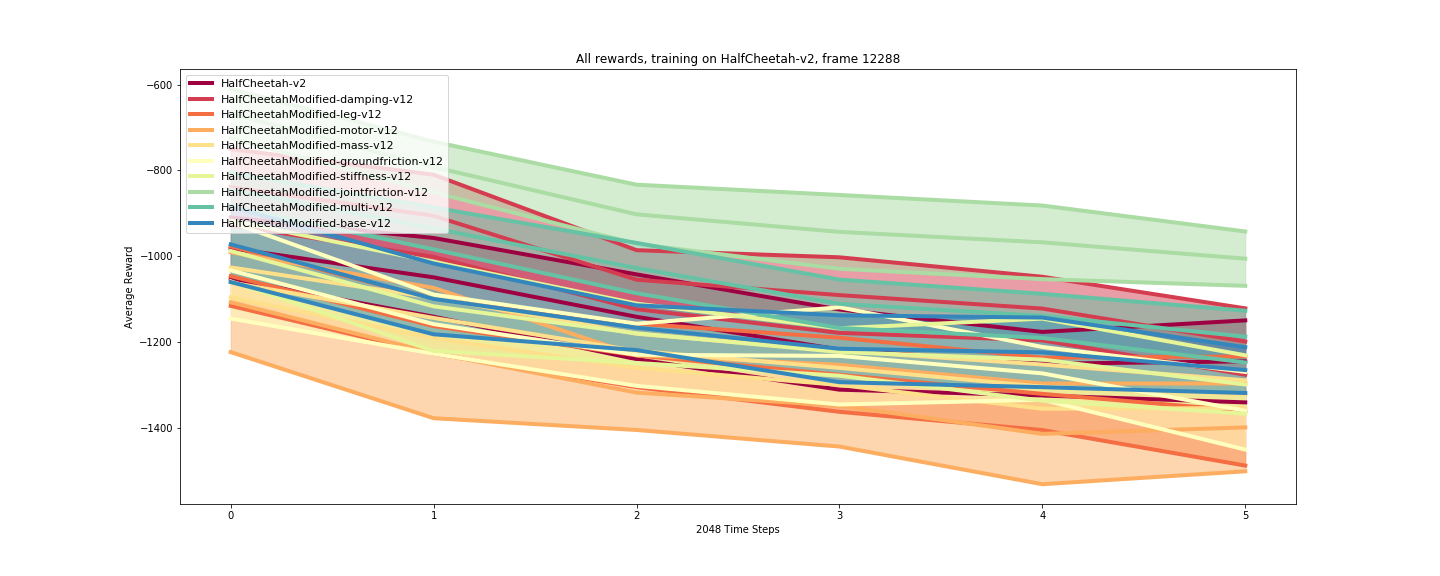 All rewards, training on HalfCheetah-v2, frame 12288
HalfCheetah-v2
HalfCheetahModified-damping-v12
HalfCheetahModified-leg-v12
HalfCheetahModified-motor-v12
HalfCheetahModified-mass-v12
HalfCheetahModified-groundfriction-v12
HalfCheetahModified-stiffness-v12
HalfCheetahModified-jointfriction-v12
HalfCheetahModified-multi-v12
HalfCheetahModified-base-v12
Average Reward
−600
−800
−1000
−1200
−1400
0 1 2 3 4 5
2048 Time Steps